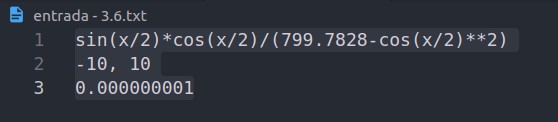 entrada - 3.6.txt
1 sin(x/2)*cos(x/2)/(799.7828-cos(x/2)**2)
2 -10, 10
3 0.000000001